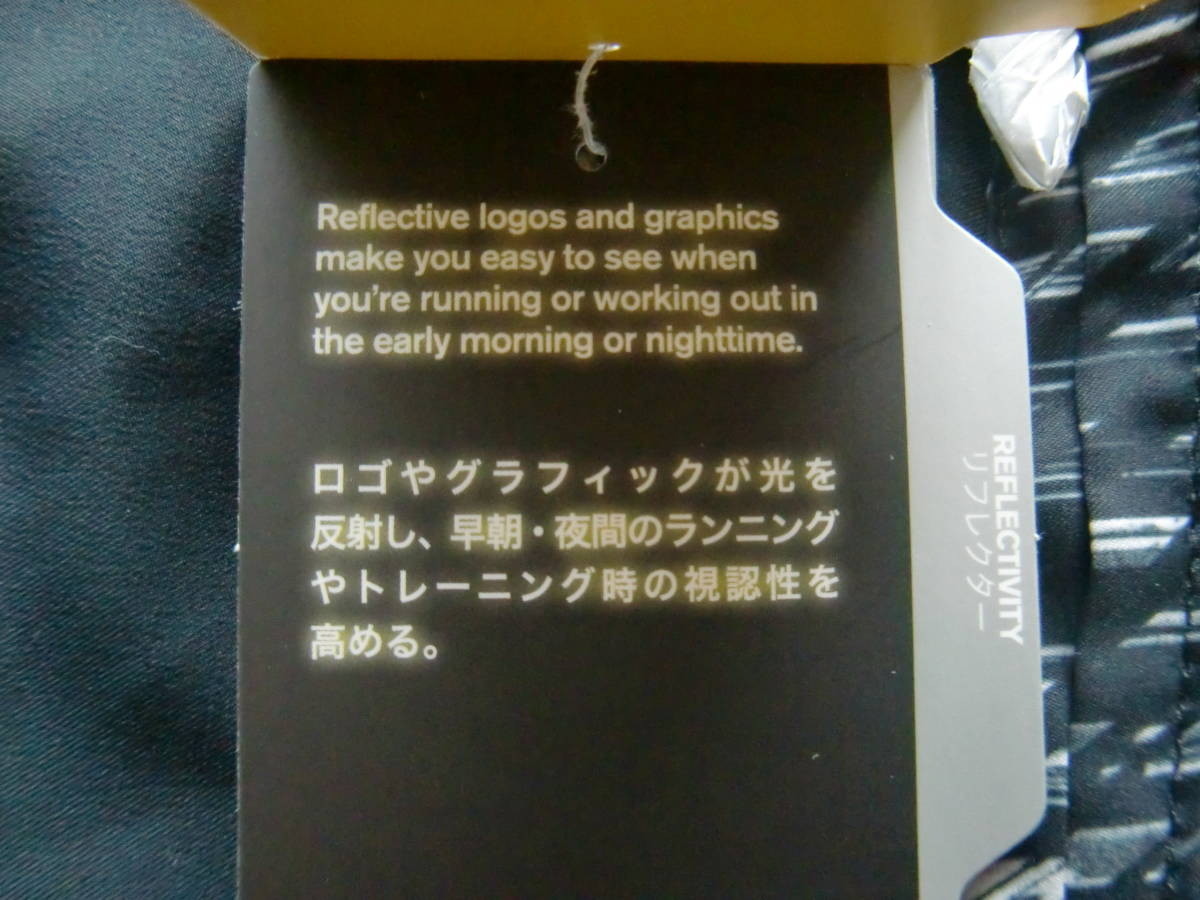 Reflective logos and graphics
make you easy to see when
you're running or working out in
the early morning or nighttime.
ロゴやグラフィックが光を
反射し、早朝・夜間のランニング
やトレーニング時の視認性を
高める。
REFLECTIVITY
リフレクター